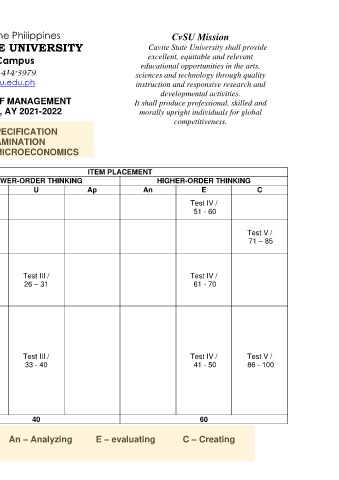 he Philippines
E UNIVERSITY
Campus
414-3979
u.edu.ph
F MANAGEMENT
, AY 2021-2022
PECIFICATION
AMINATION
MICROECONOMICS
CvSU Mission
Cavite State University shall provide
excellent, equitable and relevant
educational opportunities in the arts,
sciences and technology through quality
instruction and responsive research and
developmental activities.
It shall produce professional, skilled and
morally upright individuals for global
competitiveness.
ITEM PLACEMENT
WER-ORDER THINKING HIGHER-ORDER THINKING
U Ap An E C
Test IV /
51 - 60
Test V /
71 – 85
Test III /
26 – 31
Test IV /
61 - 70
Test III /
33 - 40
Test IV /
41 - 50
Test V /
86 - 100
40 60
An – Analyzing E – evaluating C – Creating